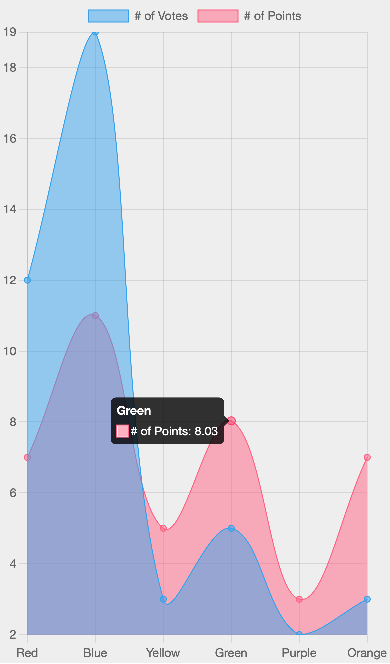 # of Votes # of Points
19
18
16
14
12
10
8
6
4
2
Green
# of Points: 8.03
Red Blue Yellow Green Purple Orange